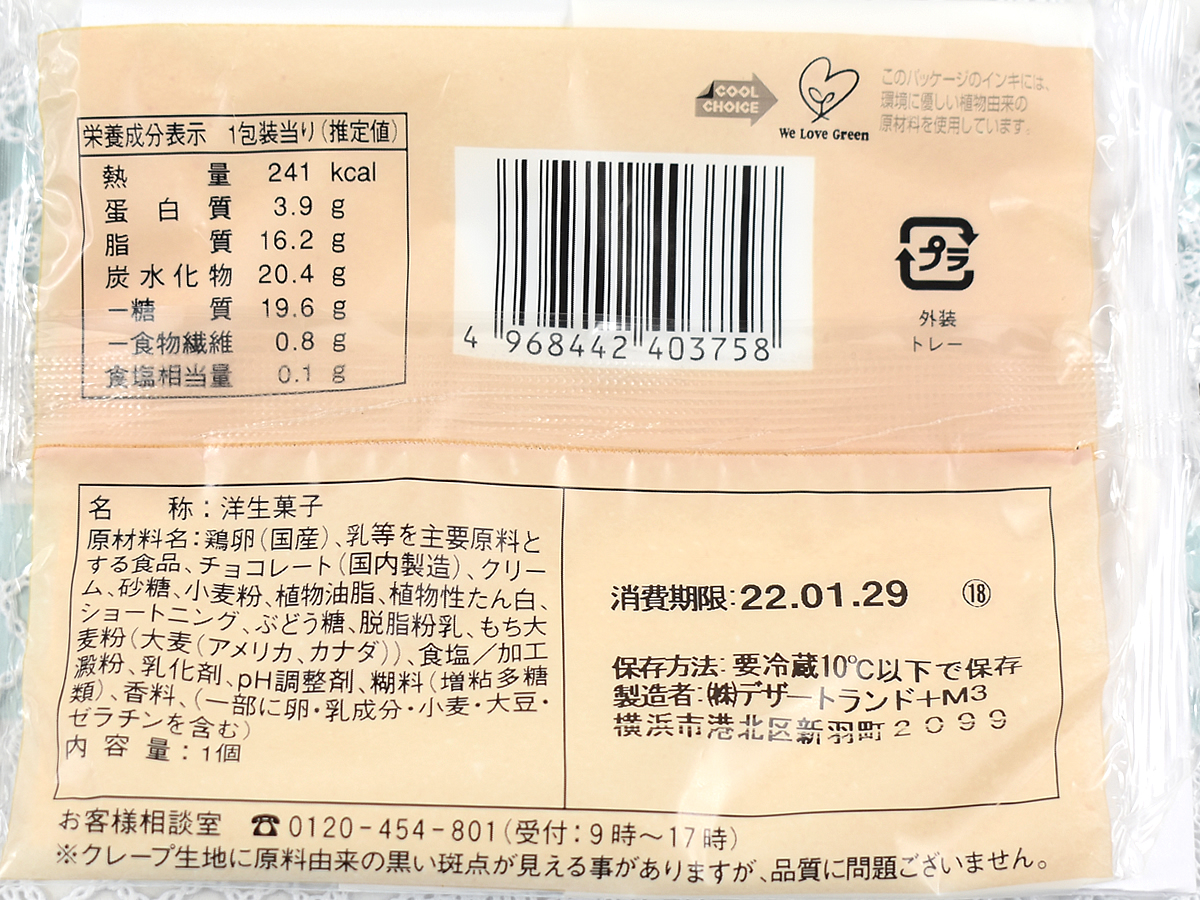 COOL
CHOICE
We Love Green
このパッケージのインキには、
環境に優しい植物由来の
原材料を使用しています。
栄養成分表示 1包装当り(推定値)
熱量 241 kcal
蛋白質 3.9 g
脂質 16.2 g
炭水化物 20.4 g
－糖質 19.6 g
－食物繊維 0.8 g
食塩相当量 0.1 g
4 968442 403758
プラ
外装
トレー
名称:洋生菓子
原材料名:鶏卵(国産)、乳等を主要原料と
する食品、チョコレート(国内製造)、クリー
ム、砂糖、小麦粉、植物油脂、植物性たん白、
ショートニング、ぶどう糖、脱脂粉乳、もち大
麦粉(大麦(アメリカ、カナダ))、食塩/加工
澱粉、乳化剤、pH調整剤、糊料(増粘多糖
類)、香料、(一部に卵・乳成分・小麦・大豆・
ゼラチンを含む)
内容量:1個
消費期限:22.01.29 ⑱
保存方法:要冷蔵10℃以下で保存
製造者:㈱デザートランド+M3
横浜市港北区新羽町2099
お客様相談室 ☎0120-454-801(受付:9時～17時)
※クレープ生地に原料由来の黒い斑点が見える事がありますが、品質に問題ございません。